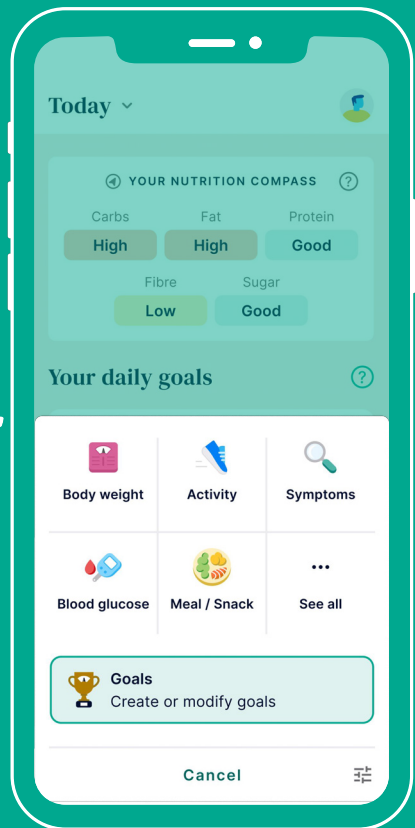 Today
YOUR NUTRITION COMPASS ?
Carbs Fat Protein
High High Good
Fibre Sugar
Low Good
Your daily goals ?
Body weight Activity Symptoms
Blood glucose Meal / Snack See all
Goals
Create or modify goals
Cancel